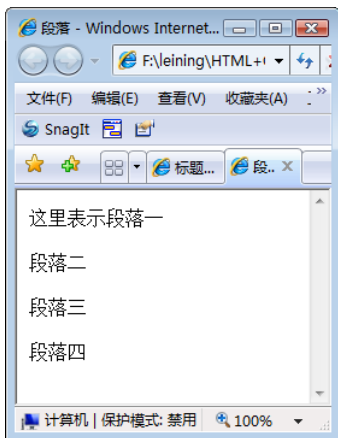 段落 - Windows Internet...
F:\leining\HTML+
文件(F) 编辑(E) 查看(V) 收藏夹(A)
SnagIt
标题... 段..
这里表示段落一
段落二
段落三
段落四
计算机 | 保护模式: 禁用 100%